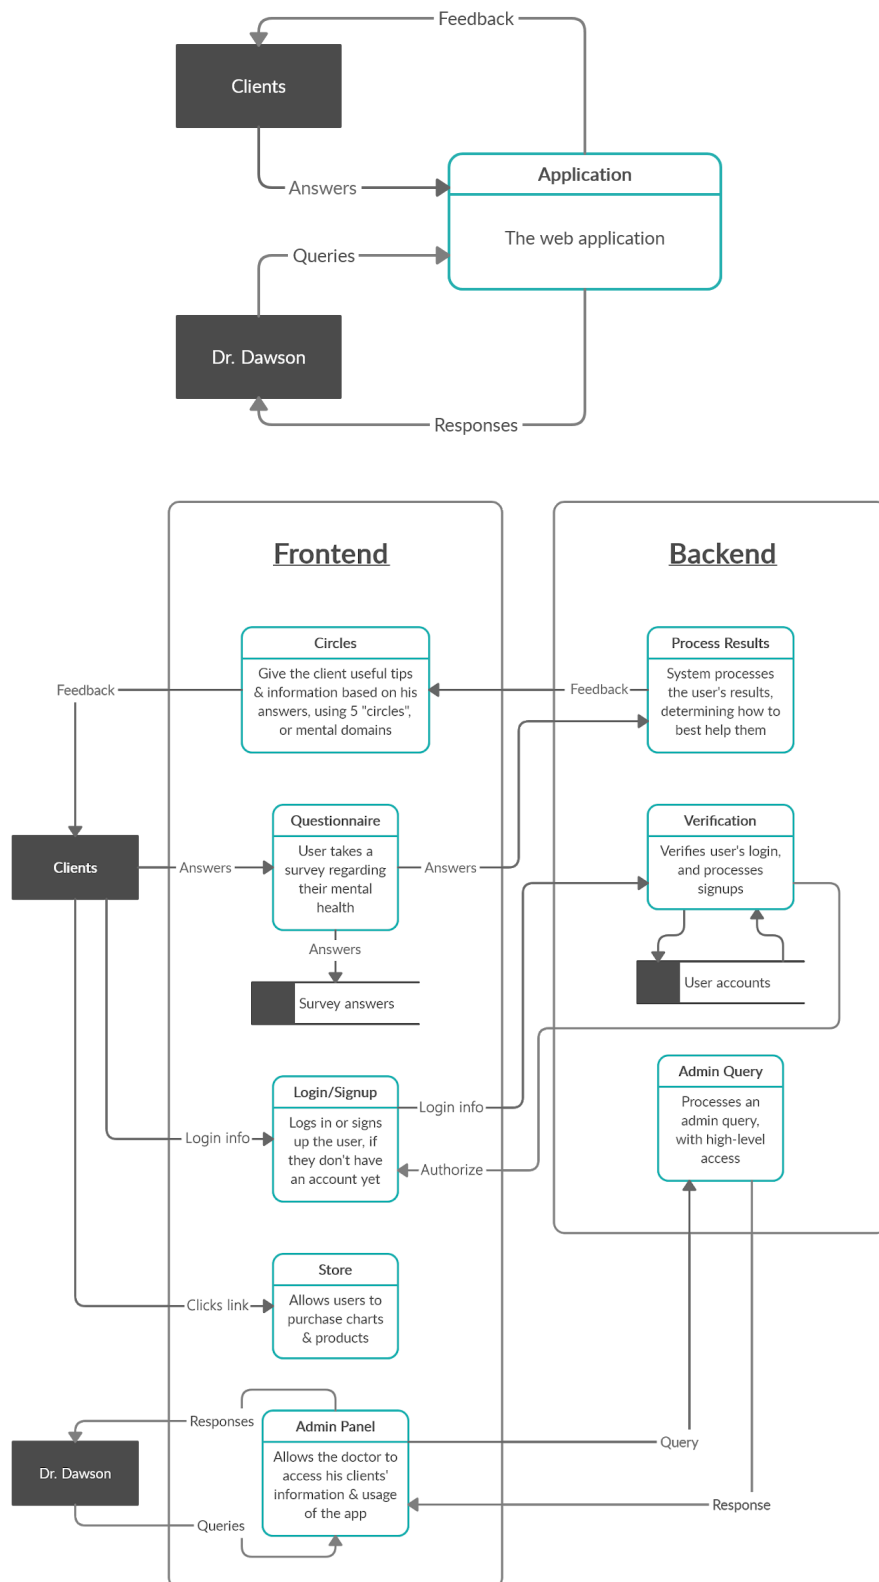 Feedback
Clients
Answers
Application
The web application
Queries
Dr. Dawson
Responses
Frontend
Backend
Circles
Give the client useful tips
& information based on his
answers, using 5 "circles",
or mental domains
Process Results
System processes
the user's results,
determining how to
best help them
Feedback
Feedback
Questionnaire
User takes a
survey regarding
their mental
health
Verification
Verifies user's login,
and processes
signups
Clients
Answers
Answers
Answers
Survey answers
User accounts
Login/Signup
Logs in or signs
up the user, if
they don't have
an account yet
Admin Query
Processes an
admin query,
with high-level
access
Login info
Login info
Authorize
Store
Allows users to
purchase charts
& products
Clicks link
Responses
Admin Panel
Allows the doctor to
access his clients'
information & usage
of the app
Query
Dr. Dawson
Response
Queries